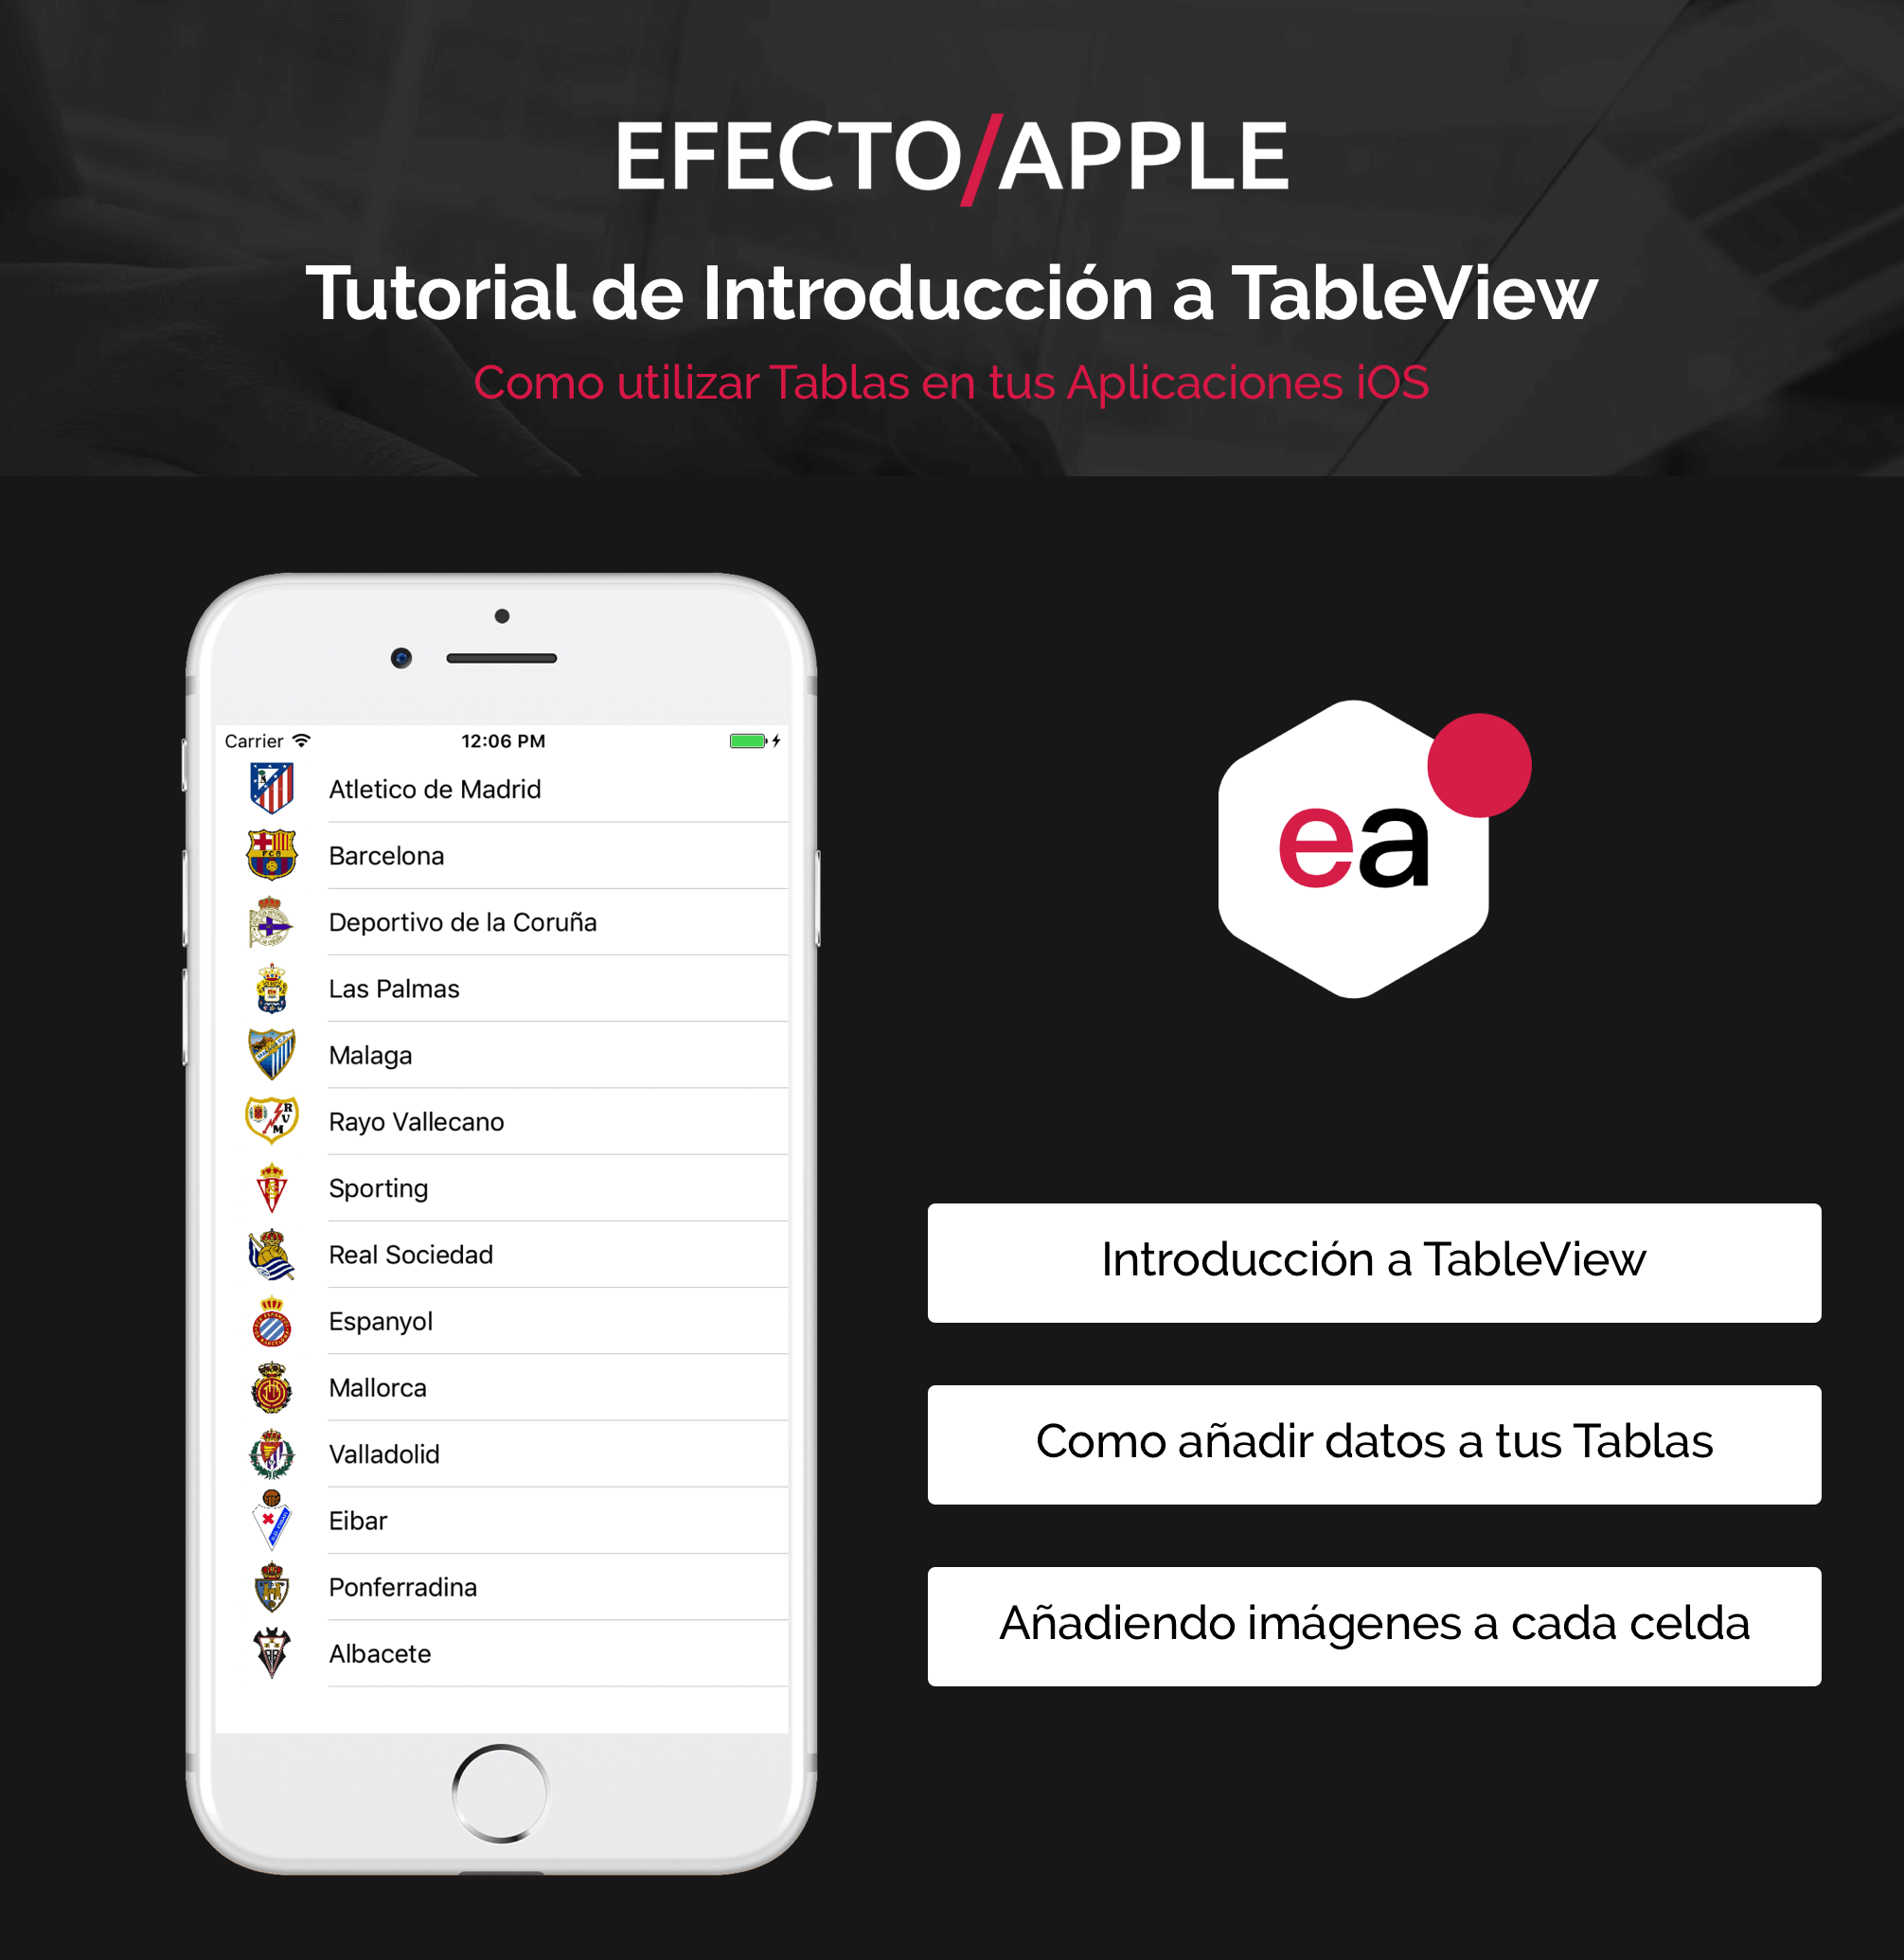 EFECTO/APPLE
Tutorial de Introducción a TableView
Como utilizar Tablas en tus Aplicaciones iOS
Carrier 12:06 PM
Atletico de Madrid
Barcelona
Deportivo de la Coruña
Las Palmas
Malaga
Rayo Vallecano
Sporting
Real Sociedad
Espanyol
Mallorca
Valladolid
Eibar
Ponferradina
Albacete
ea
Introducción a TableView
Como añadir datos a tus Tablas
Añadiendo imágenes a cada celda